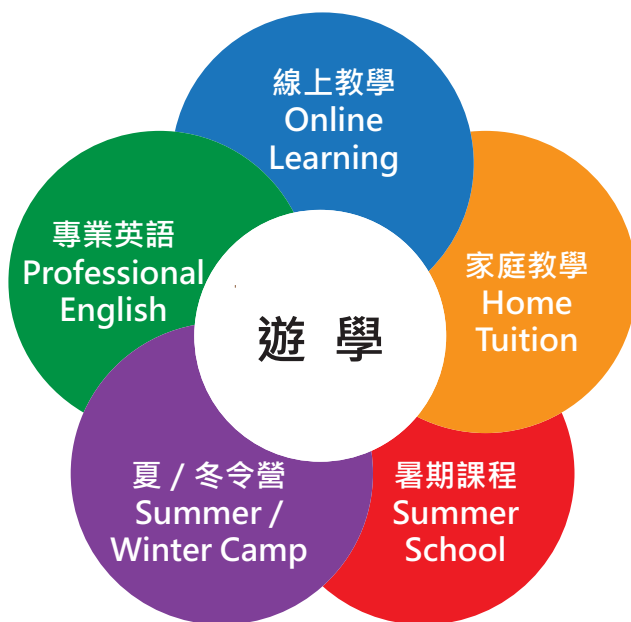 線上教學
Online
Learning
家庭教學
Home
Tuition
暑期課程
Summer
School
夏 / 冬令營
Summer /
Winter Camp
專業英語
Professional
English
遊 學